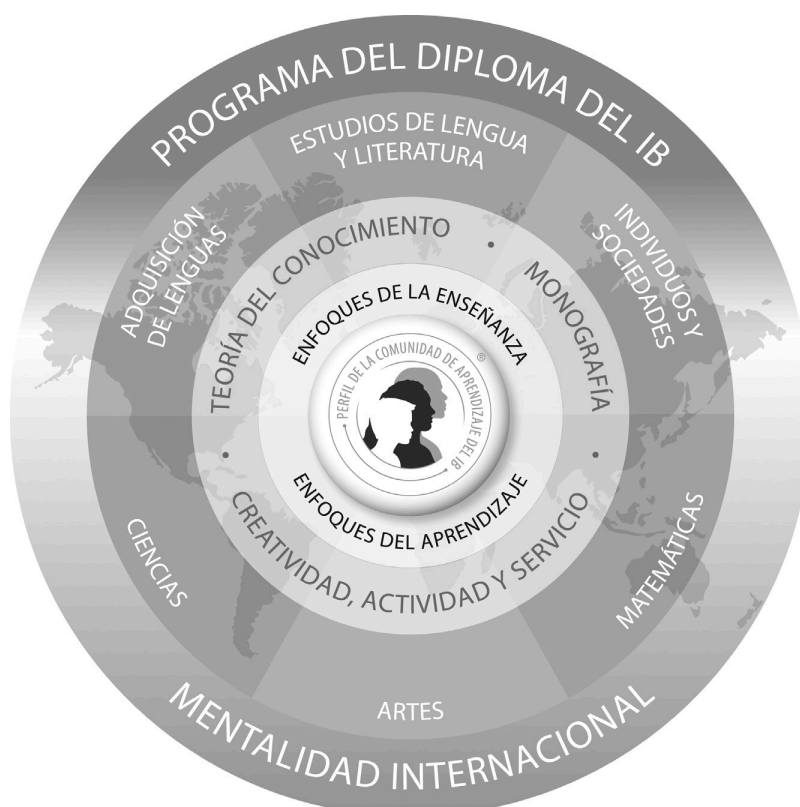 PROGRAMA DEL DIPLOMA DEL IB
ESTUDIOS DE LENGUA
Y LITERATURA
ADQUISICIÓN
DE LENGUAS
INDIVIDUOS Y
SOCIEDADES
TEORÍA DEL CONOCIMIENTO
•
MONOGRAFÍA
•
ENFOQUES DE LA ENSEÑANZA
• PERFIL DE LA COMUNIDAD DE APRENDIZAJE DEL IB •
®
ENFOQUES DEL APRENDIZAJE
•
CREATIVIDAD, ACTIVIDAD Y SERVICIO
CIENCIAS
MATEMÁTICAS
ARTES
MENTALIDAD INTERNACIONAL